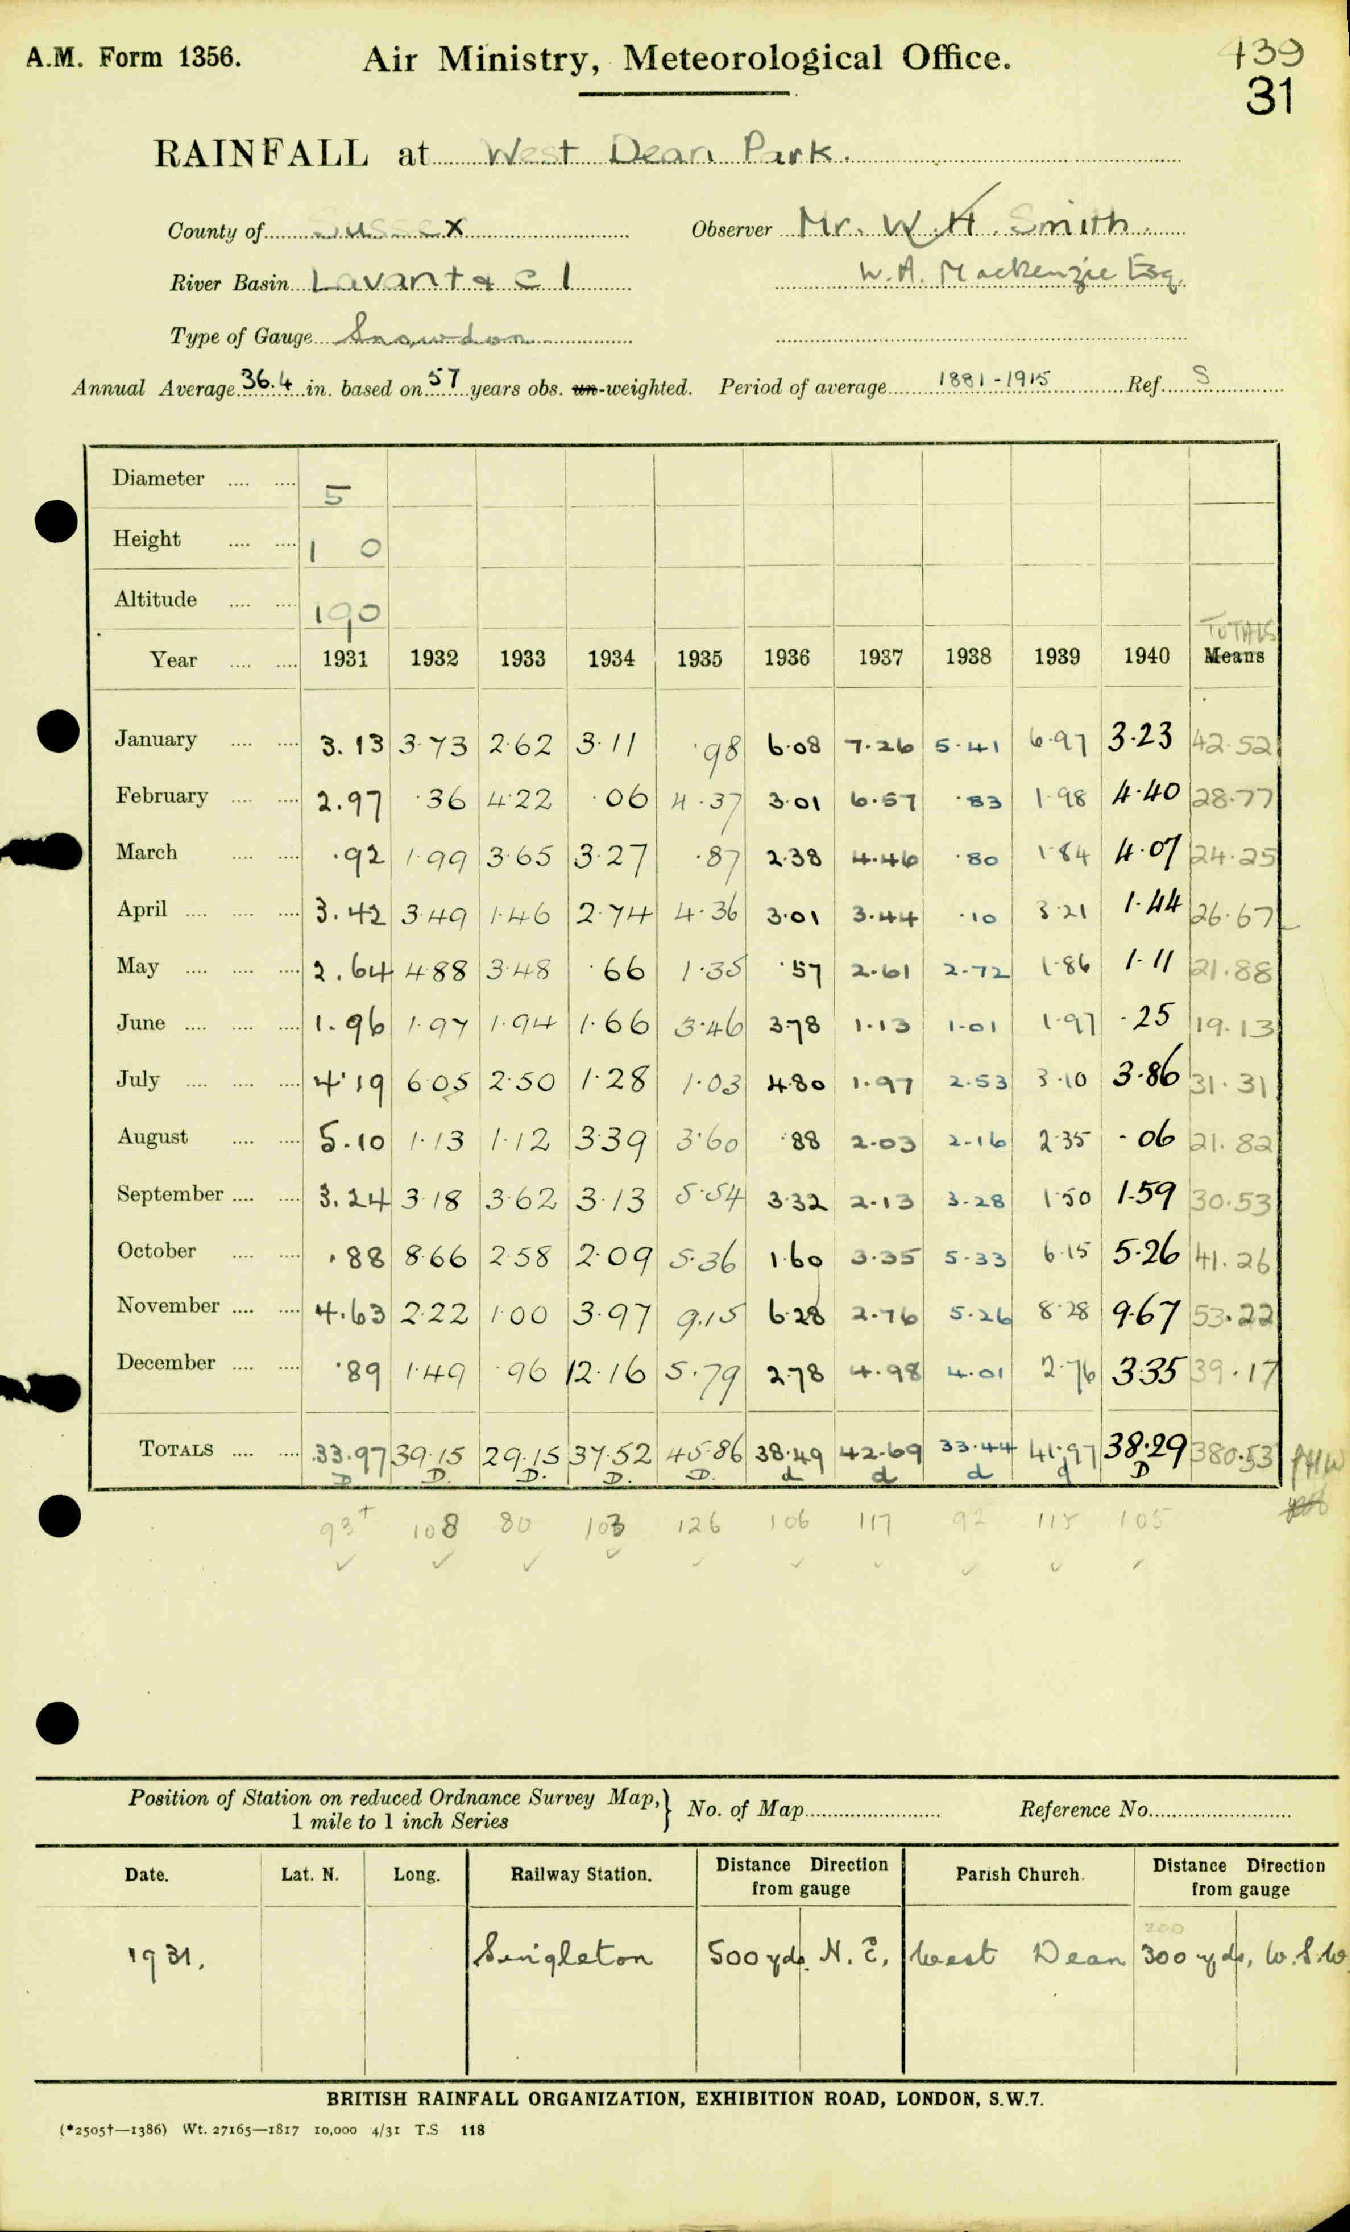 A.M. Form 1356. Air Ministry, Meteorological Office. 439
31
RAINFALL at West Dean Park.
County of Sussex Observer Mr. W. H. Smith.
River Basin Lavant & c 1 W. A. Mackenzie Esq.
Type of Gauge Snowdon
Annual Average 36.4 in. based on 57 years obs. un-weighted. Period of average 1881-1915 Ref. S
Diameter .... .... 5
Height .... .... 1 0
Altitude .... .... 190
TOTALS
Year .... .... 1931 1932 1933 1934 1935 1936 1937 1938 1939 1940 Means
January .... .... 3.13 3.73 2.62 3.11 .98 6.08 7.26 5.41 6.97 3.23 42.52
February .... .... 2.97 .36 4.22 .06 4.37 3.01 6.57 .83 1.98 4.40 28.77
March .... .... .92 1.99 3.65 3.27 .87 2.38 4.46 .80 1.84 4.07 24.25
April .... .... .... 3.42 3.49 1.46 2.74 4.36 3.01 3.44 .10 3.21 1.44 26.67
May .... .... .... 2.64 4.88 3.48 .66 1.35 .57 2.61 2.72 1.86 1.11 21.88
June .... .... .... 1.96 1.97 1.94 1.66 3.46 3.78 1.13 1.01 1.97 .25 19.13
July .... .... .... 4.19 6.05 2.50 1.28 1.03 4.80 1.97 2.53 3.10 3.86 31.31
August .... .... 5.10 1.13 1.12 3.39 3.60 .88 2.03 2.16 2.35 .06 21.82
September .... .... 3.24 3.18 3.62 3.13 5.54 3.32 2.13 3.28 1.50 1.59 30.53
October .... .... .88 8.66 2.58 2.09 5.36 1.60 3.35 5.33 6.15 5.26 41.26
November .... .... 4.63 2.22 1.00 3.97 9.15 6.28 2.76 5.26 8.28 9.67 53.22
December .... .... .89 1.49 .96 12.16 5.79 2.78 4.98 4.01 2.76 3.35 39.17
TOTALS .... .... 33.97 39.15 29.15 37.52 45.86 38.49 42.69 33.44 41.97 38.29 380.53
D D. D. D. D. d d d d D
93+ 108 80 103 126 106 117 92 115 105
✓ ✓ ✓ ✓ ✓ ✓ ✓ ✓ ✓ ✓
Position of Station on reduced Ordnance Survey Map, } No. of Map Reference No.
1 mile to 1 inch Series
Date. Lat. N. Long. Railway Station. Distance Direction from gauge Parish Church. Distance Direction from gauge
200
1931. Singleton 500 yds. N. E. West Dean 300 yds, W.S.W
BRITISH RAINFALL ORGANIZATION, EXHIBITION ROAD, LONDON, S.W.7.
(*2505†—1386) Wt. 27165—1817 10,000 4/31 T.S 118